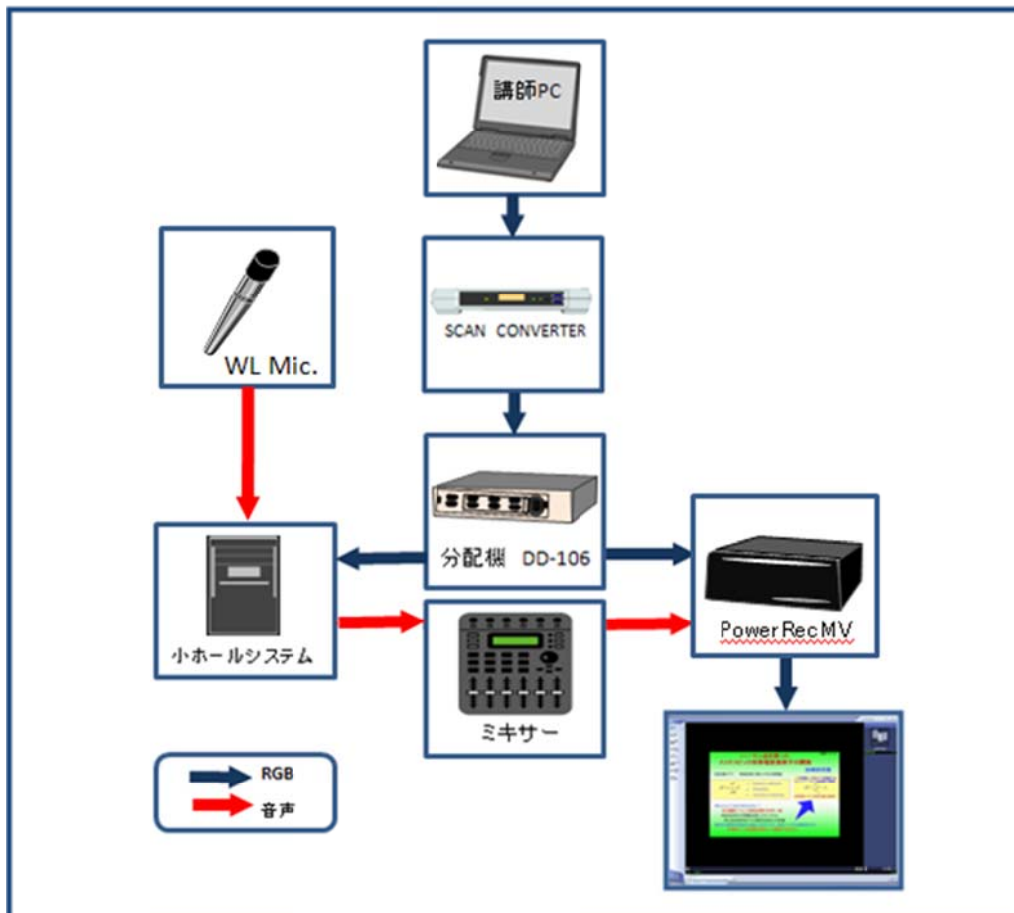 講師PC
WL Mic.
SCAN CONVERTER
分配機 DD-106
小ホールシステム
PowerRecMV
ミキサー
RGB
音声